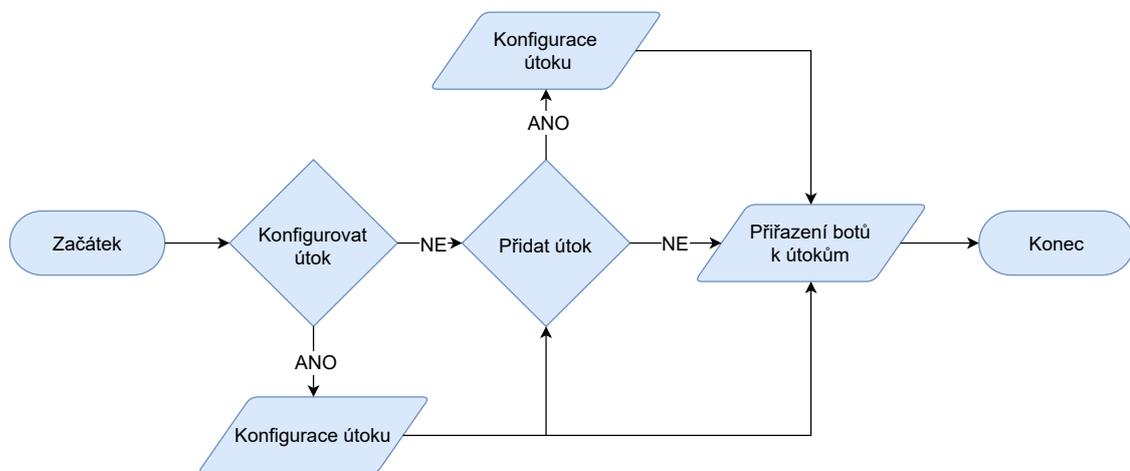 Konfigurace
útoku
ANO
Začátek
Konfigurovat
útok
NE
Přidat útok
NE
Přiřazení botů
k útokům
Konec
ANO
Konfigurace útoku